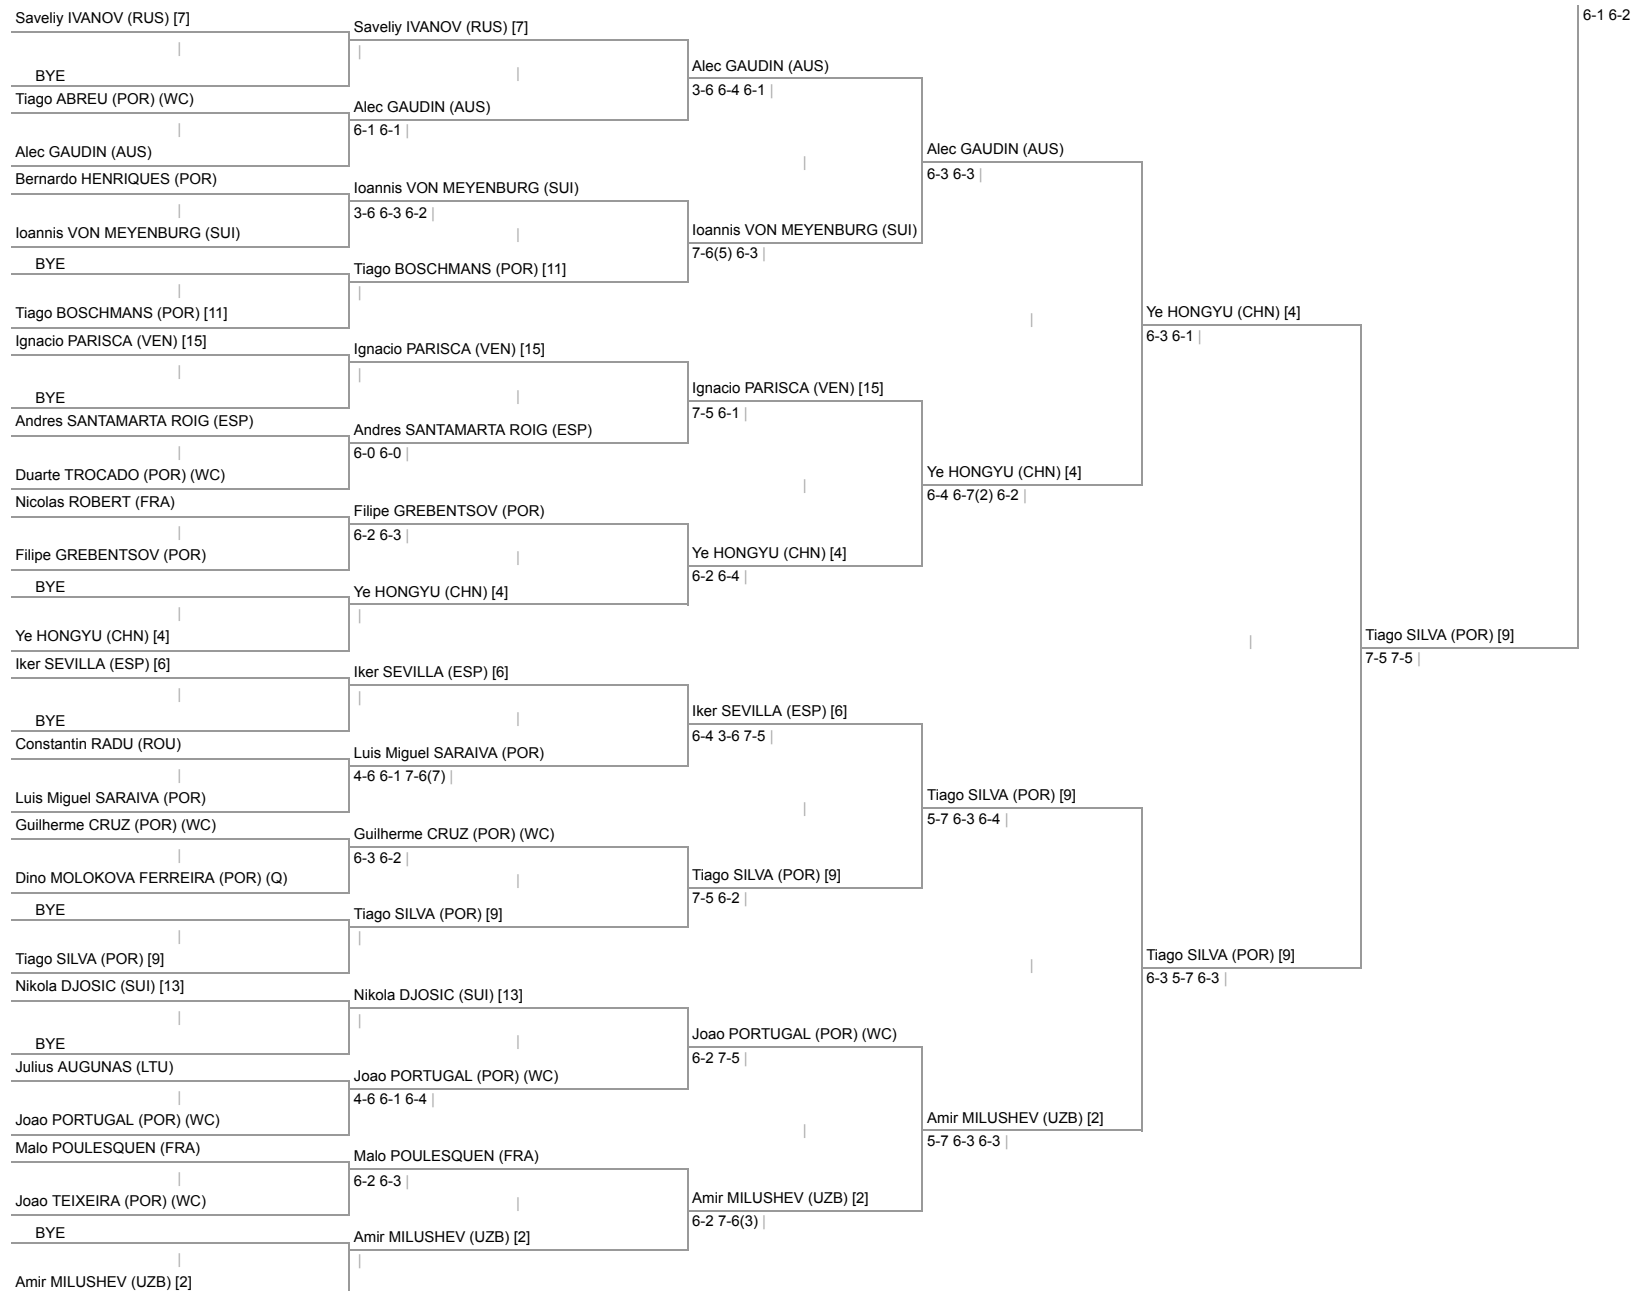 Saveliy IVANOV (RUS) [7]
BYE
Tiago ABREU (POR) (WC)
Alec GAUDIN (AUS)
Bernardo HENRIQUES (POR)
Ioannis VON MEYENBURG (SUI)
BYE
Tiago BOSCHMANS (POR) [11]
Ignacio PARISCA (VEN) [15]
BYE
Andres SANTAMARTA ROIG (ESP)
Duarte TROCADO (POR) (WC)
Nicolas ROBERT (FRA)
Filipe GREBENTSOV (POR)
BYE
Ye HONGYU (CHN) [4]
Iker SEVILLA (ESP) [6]
BYE
Constantin RADU (ROU)
Luis Miguel SARAIVA (POR)
Guilherme CRUZ (POR) (WC)
Dino MOLOKOVA FERREIRA (POR) (Q)
BYE
Tiago SILVA (POR) [9]
Nikola DJOSIC (SUI) [13]
BYE
Julius AUGUNAS (LTU)
Joao PORTUGAL (POR) (WC)
Malo POULESQUEN (FRA)
Joao TEIXEIRA (POR) (WC)
BYE
Amir MILUSHEV (UZB) [2]
Saveliy IVANOV (RUS) [7]
Alec GAUDIN (AUS)
6-1 6-1
Ioannis VON MEYENBURG (SUI)
3-6 6-3 6-2
Tiago BOSCHMANS (POR) [11]
Ignacio PARISCA (VEN) [15]
Andres SANTAMARTA ROIG (ESP)
6-0 6-0
Filipe GREBENTSOV (POR)
6-2 6-3
Ye HONGYU (CHN) [4]
Iker SEVILLA (ESP) [6]
Luis Miguel SARAIVA (POR)
4-6 6-1 7-6(7)
Guilherme CRUZ (POR) (WC)
6-3 6-2
Tiago SILVA (POR) [9]
Nikola DJOSIC (SUI) [13]
Joao PORTUGAL (POR) (WC)
4-6 6-1 6-4
Malo POULESQUEN (FRA)
6-2 6-3
Amir MILUSHEV (UZB) [2]
Alec GAUDIN (AUS)
3-6 6-4 6-1
Ioannis VON MEYENBURG (SUI)
7-6(5) 6-3
Ignacio PARISCA (VEN) [15]
7-5 6-1
Ye HONGYU (CHN) [4]
6-2 6-4
Iker SEVILLA (ESP) [6]
6-4 3-6 7-5
Tiago SILVA (POR) [9]
7-5 6-2
Joao PORTUGAL (POR) (WC)
6-2 7-5
Amir MILUSHEV (UZB) [2]
6-2 7-6(3)
Alec GAUDIN (AUS)
6-3 6-3
Ye HONGYU (CHN) [4]
6-4 6-7(2) 6-2
Tiago SILVA (POR) [9]
5-7 6-3 6-4
Amir MILUSHEV (UZB) [2]
5-7 6-3 6-3
Ye HONGYU (CHN) [4]
6-3 6-1
Tiago SILVA (POR) [9]
6-3 5-7 6-3
Tiago SILVA (POR) [9]
7-5 7-5
6-1 6-2